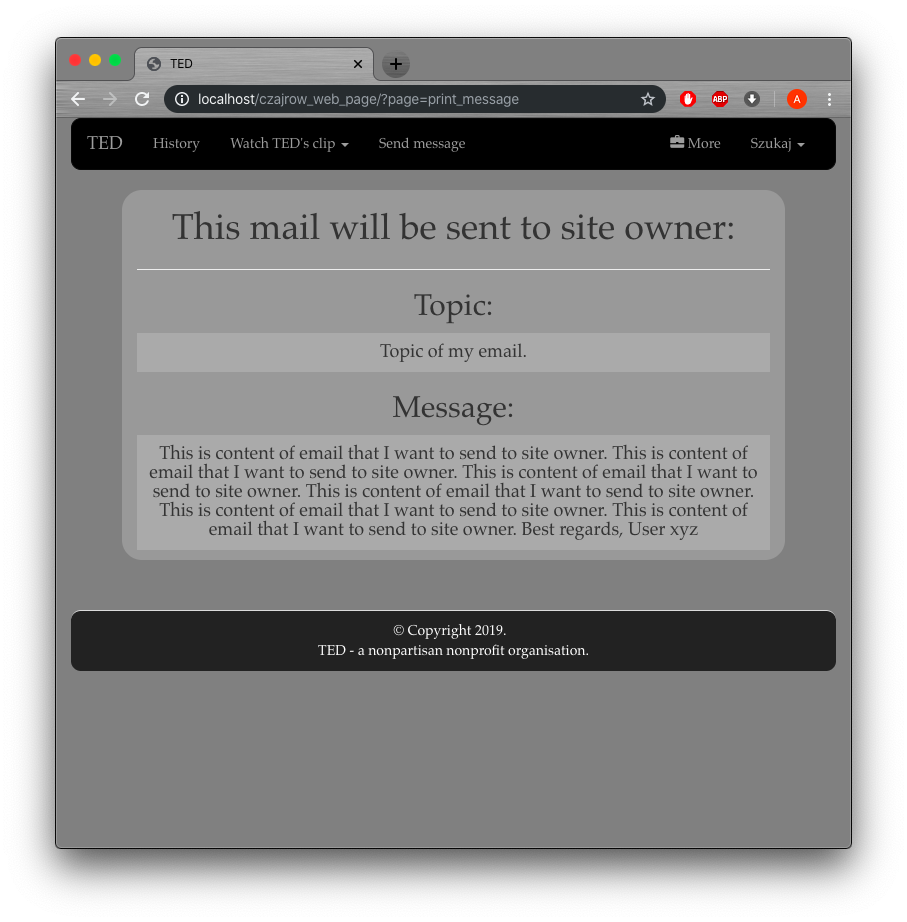 TED
localhost/czajrow_web_page/?page=print_message
ABP
A
TED History Watch TED's clip Send message More Szukaj
This mail will be sent to site owner:
Topic:
Topic of my email.
Message:
This is content of email that I want to send to site owner. This is content of
email that I want to send to site owner. This is content of email that I want to
send to site owner. This is content of email that I want to send to site owner.
This is content of email that I want to send to site owner. This is content of
email that I want to send to site owner. Best regards, User xyz
© Copyright 2019.
TED - a nonpartisan nonprofit organisation.